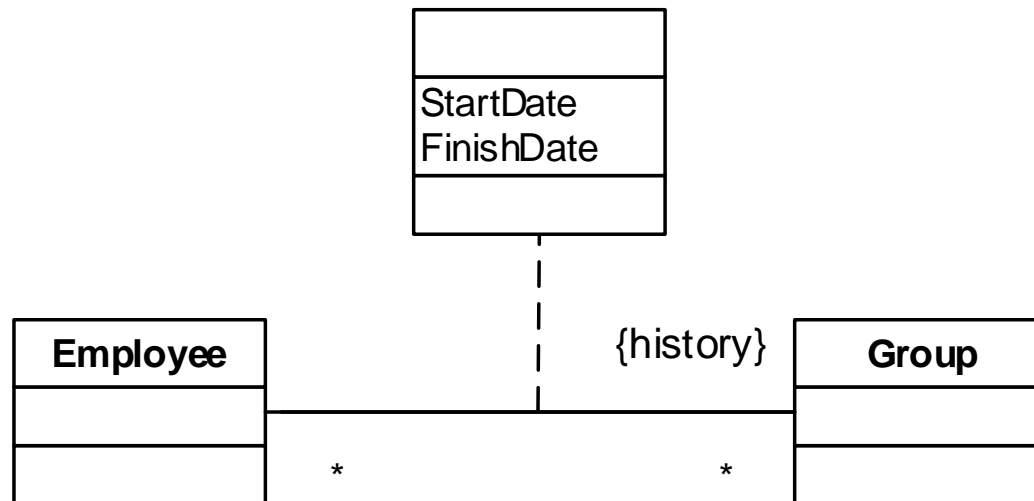 StartDate
FinishDate
{history}
Employee
Group
*
*